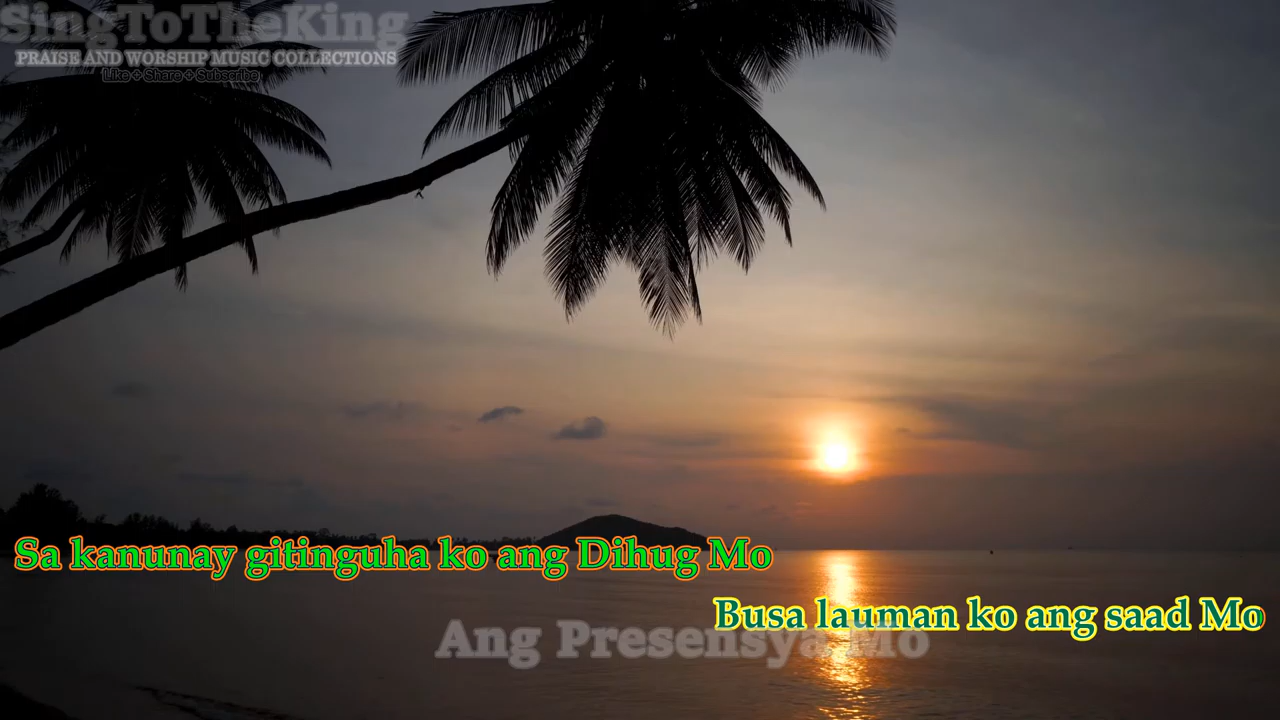 SingToTheKing
PRAISE AND WORSHIP MUSIC COLLECTIONS
Like + Share + Subscribe
Sa kanunay gitinguha ko ang Dihug Mo
Busa lauman ko ang saad Mo
Ang Presensya Mo